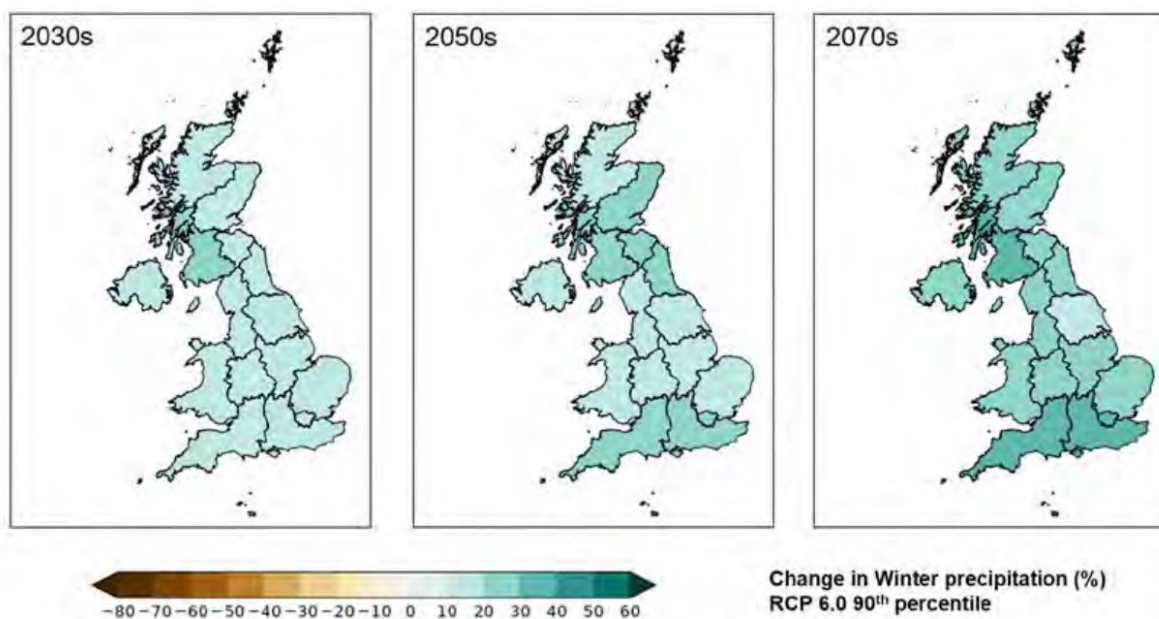 2030s
2050s
2070s
−80 −70 −60 −50 −40 −30 −20 −10 0 10 20 30 40 50 60
Change in Winter precipitation (%)
RCP 6.0 90th percentile